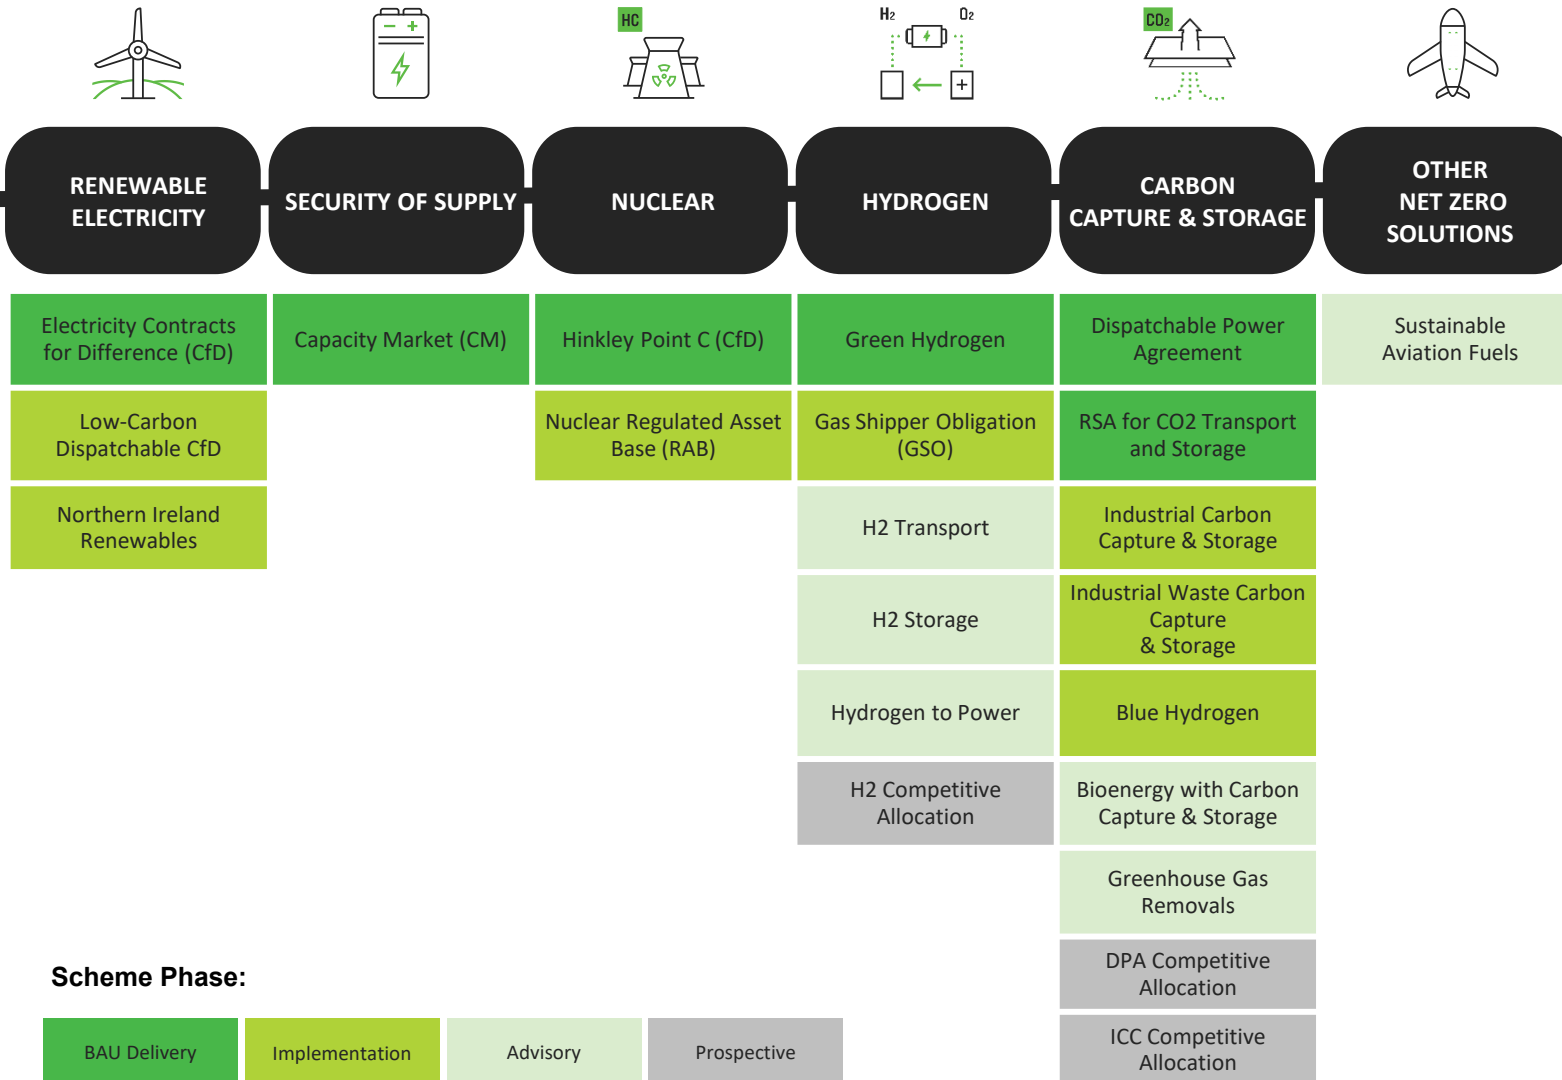 HC
H₂
O₂
CO₂
RENEWABLE
ELECTRICITY
SECURITY OF SUPPLY
NUCLEAR
HYDROGEN
CARBON
CAPTURE & STORAGE
OTHER
NET ZERO
SOLUTIONS
Electricity Contracts
for Difference (CfD)
Low-Carbon
Dispatchable CfD
Northern Ireland
Renewables
Capacity Market (CM)
Hinkley Point C (CfD)
Nuclear Regulated Asset
Base (RAB)
Green Hydrogen
Gas Shipper Obligation
(GSO)
H2 Transport
H2 Storage
Hydrogen to Power
H2 Competitive
Allocation
Dispatchable Power
Agreement
RSA for CO2 Transport
and Storage
Industrial Carbon
Capture & Storage
Industrial Waste Carbon
Capture
& Storage
Blue Hydrogen
Bioenergy with Carbon
Capture & Storage
Greenhouse Gas
Removals
DPA Competitive
Allocation
ICC Competitive
Allocation
Sustainable
Aviation Fuels
Scheme Phase:
BAU Delivery
Implementation
Advisory
Prospective